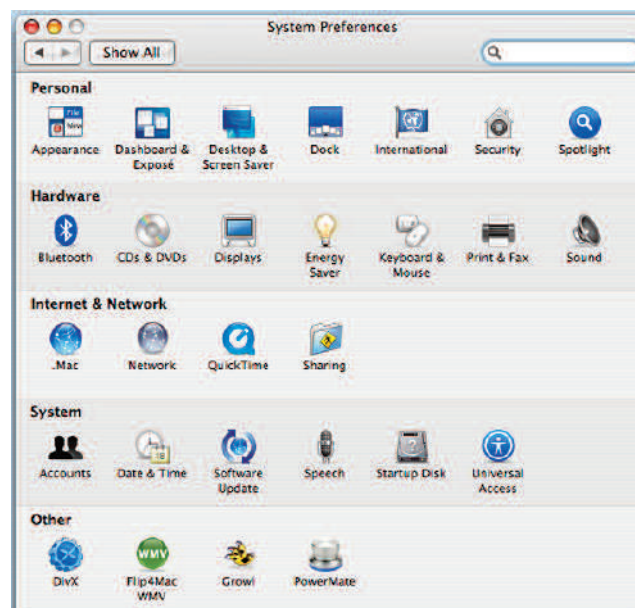 System Preferences
Show All
Personal
Appearance
Dashboard & Exposé
Desktop & Screen Saver
Dock
International
Security
Spotlight
Hardware
Bluetooth
CDs & DVDs
Displays
Energy Saver
Keyboard & Mouse
Print & Fax
Sound
Internet & Network
.Mac
Network
QuickTime
Sharing
System
Accounts
Date & Time
Software Update
Speech
Startup Disk
Universal Access
Other
WMV
DivX
Flip4Mac WMV
Growl
PowerMate